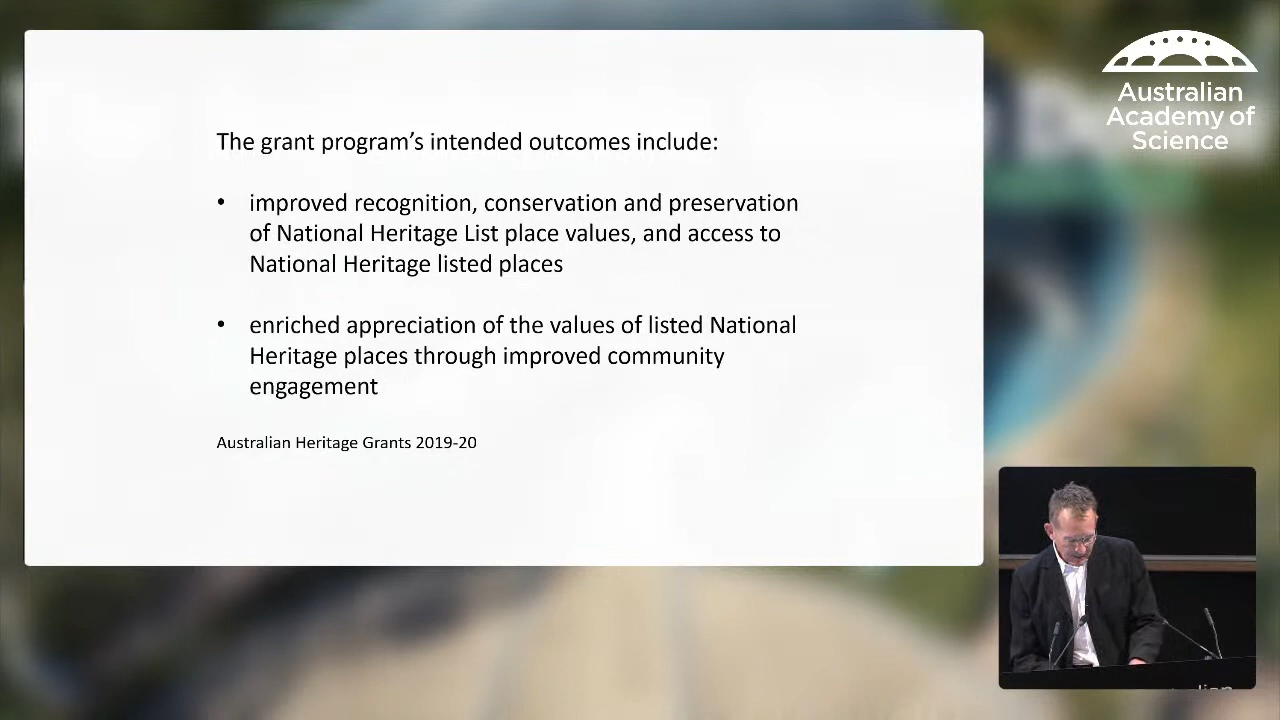 The grant program’s intended outcomes include:
• improved recognition, conservation and preservation
of National Heritage List place values, and access to
National Heritage listed places
• enriched appreciation of the values of listed National
Heritage places through improved community
engagement
Australian Heritage Grants 2019-20
Australian
Academy of
Science